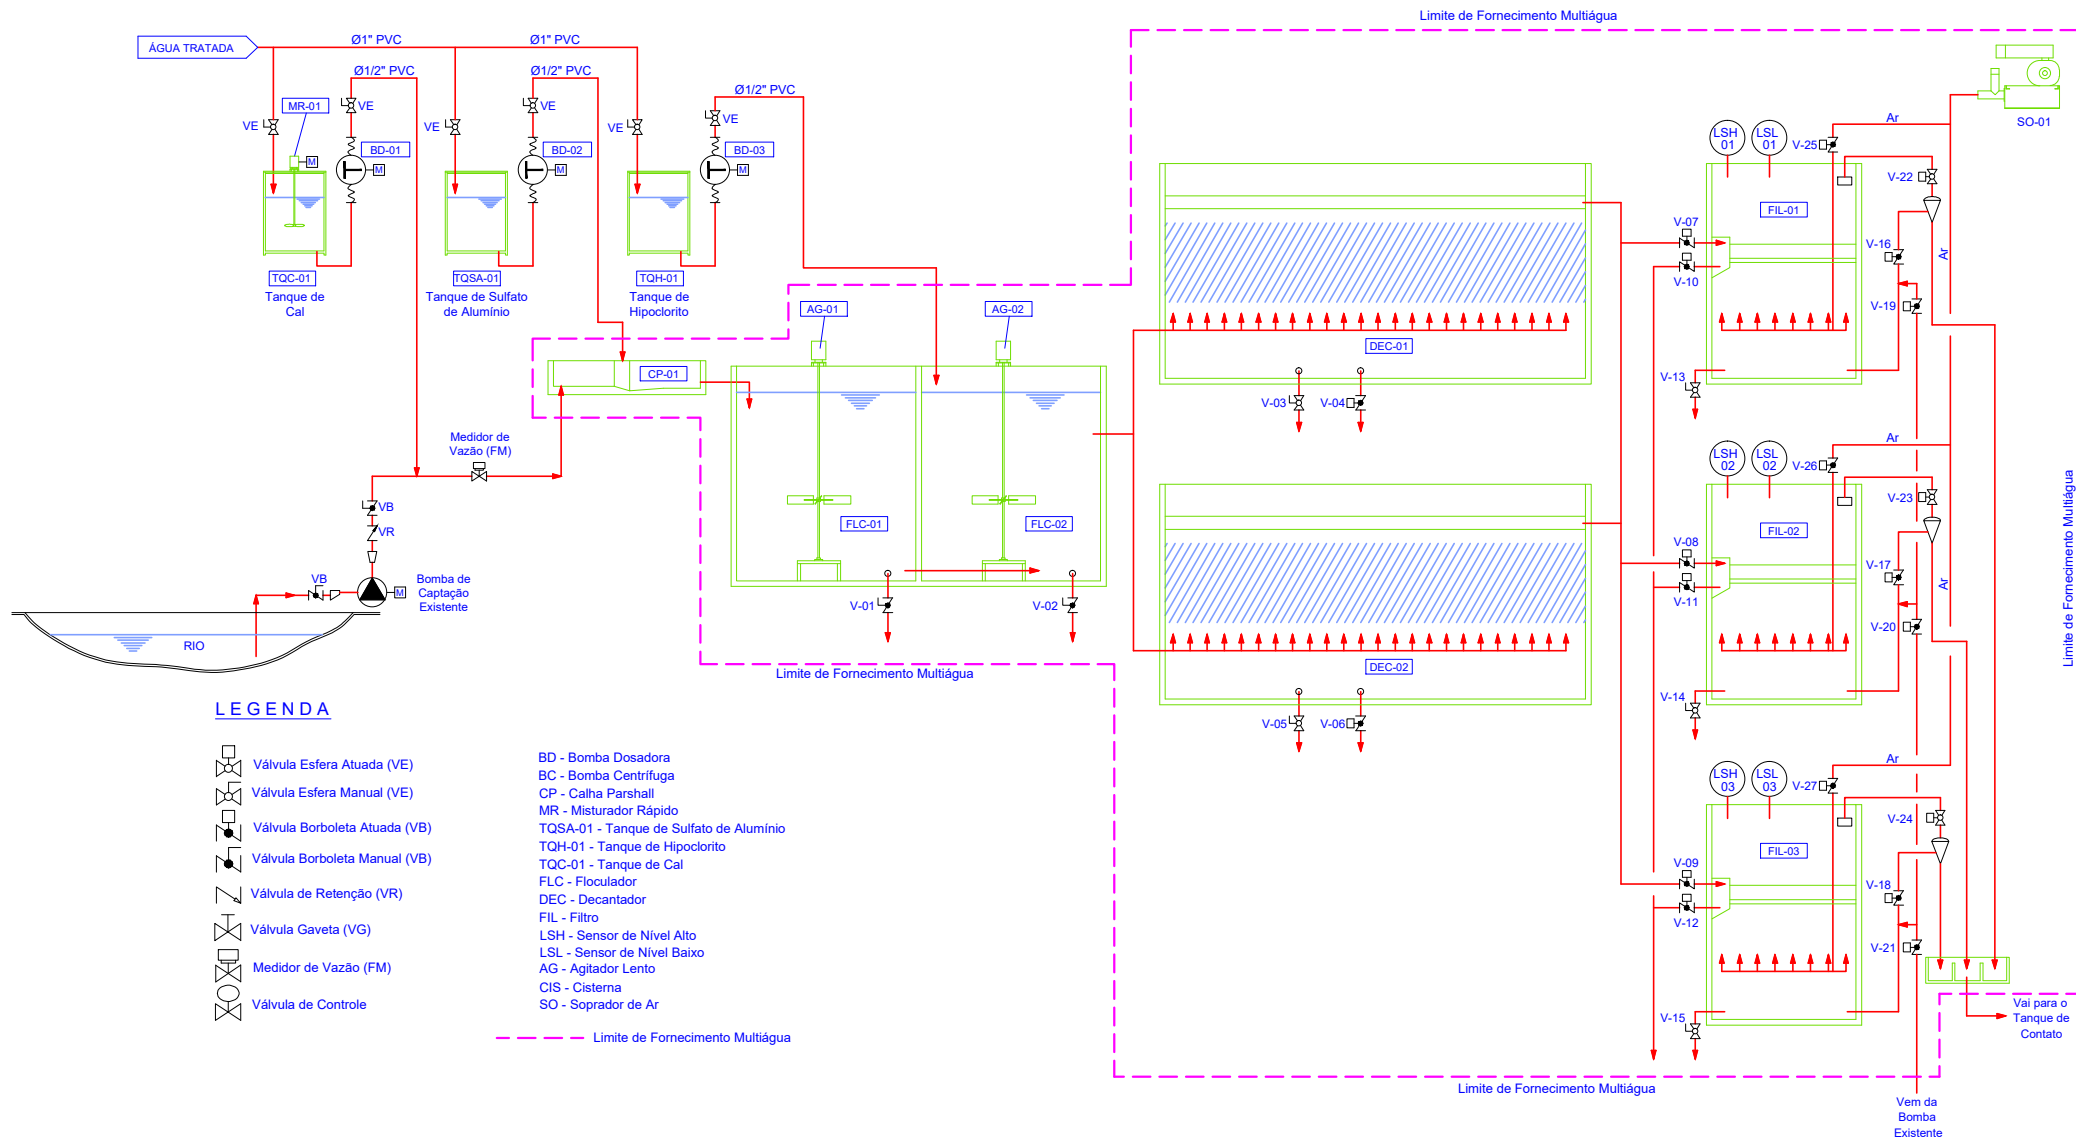 Limite de Fornecimento Multiágua
ÁGUA TRATADA
Ø1" PVC
Ø1" PVC
Ø1/2" PVC
Ø1/2" PVC
Ø1/2" PVC
MR-01
VE
VE
VE
VE
VE
VE
M
BD-01
M
BD-02
M
BD-03
M
TQC-01
Tanque de
Cal
TQSA-01
Tanque de Sulfato
de Alumínio
TQH-01
Tanque de
Hipoclorito
CP-01
AG-01
AG-02
FLC-01
FLC-02
V-01
V-02
Medidor de
Vazão (FM)
VB
VR
VB
M
Bomba de
Captação
Existente
RIO
Limite de Fornecimento Multiágua
DEC-01
V-03
V-04
DEC-02
V-05
V-06
SO-01
Ar
LSH
01
LSL
01
V-25
V-22
FIL-01
V-07
V-10
V-16
Ar
V-19
V-13
Ar
LSH
02
LSL
02
V-26
V-23
FIL-02
V-08
V-11
V-17
Ar
V-20
V-14
Ar
LSH
03
LSL
03
V-27
V-24
FIL-03
V-09
V-12
V-18
V-21
V-15
Limite de Fornecimento Multiágua
Vai para o
Tanque de
Contato
Limite de Fornecimento Multiágua
Vem da
Bomba
Existente
LEGENDA
Válvula Esfera Atuada (VE)
Válvula Esfera Manual (VE)
Válvula Borboleta Atuada (VB)
Válvula Borboleta Manual (VB)
Válvula de Retenção (VR)
Válvula Gaveta (VG)
Medidor de Vazão (FM)
Válvula de Controle
BD - Bomba Dosadora
BC - Bomba Centrífuga
CP - Calha Parshall
MR - Misturador Rápido
TQSA-01 - Tanque de Sulfato de Alumínio
TQH-01 - Tanque de Hipoclorito
TQC-01 - Tanque de Cal
FLC - Floculador
DEC - Decantador
FIL - Filtro
LSH - Sensor de Nível Alto
LSL - Sensor de Nível Baixo
AG - Agitador Lento
CIS - Cisterna
SO - Soprador de Ar
Limite de Fornecimento Multiágua